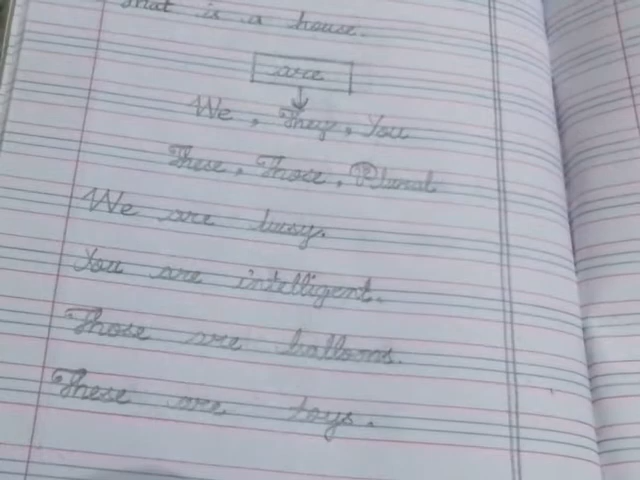 That is a house.
are
We, They, You
These, Those, Plural
We are busy.
You are intelligent.
Those are balloons.
These are toys.